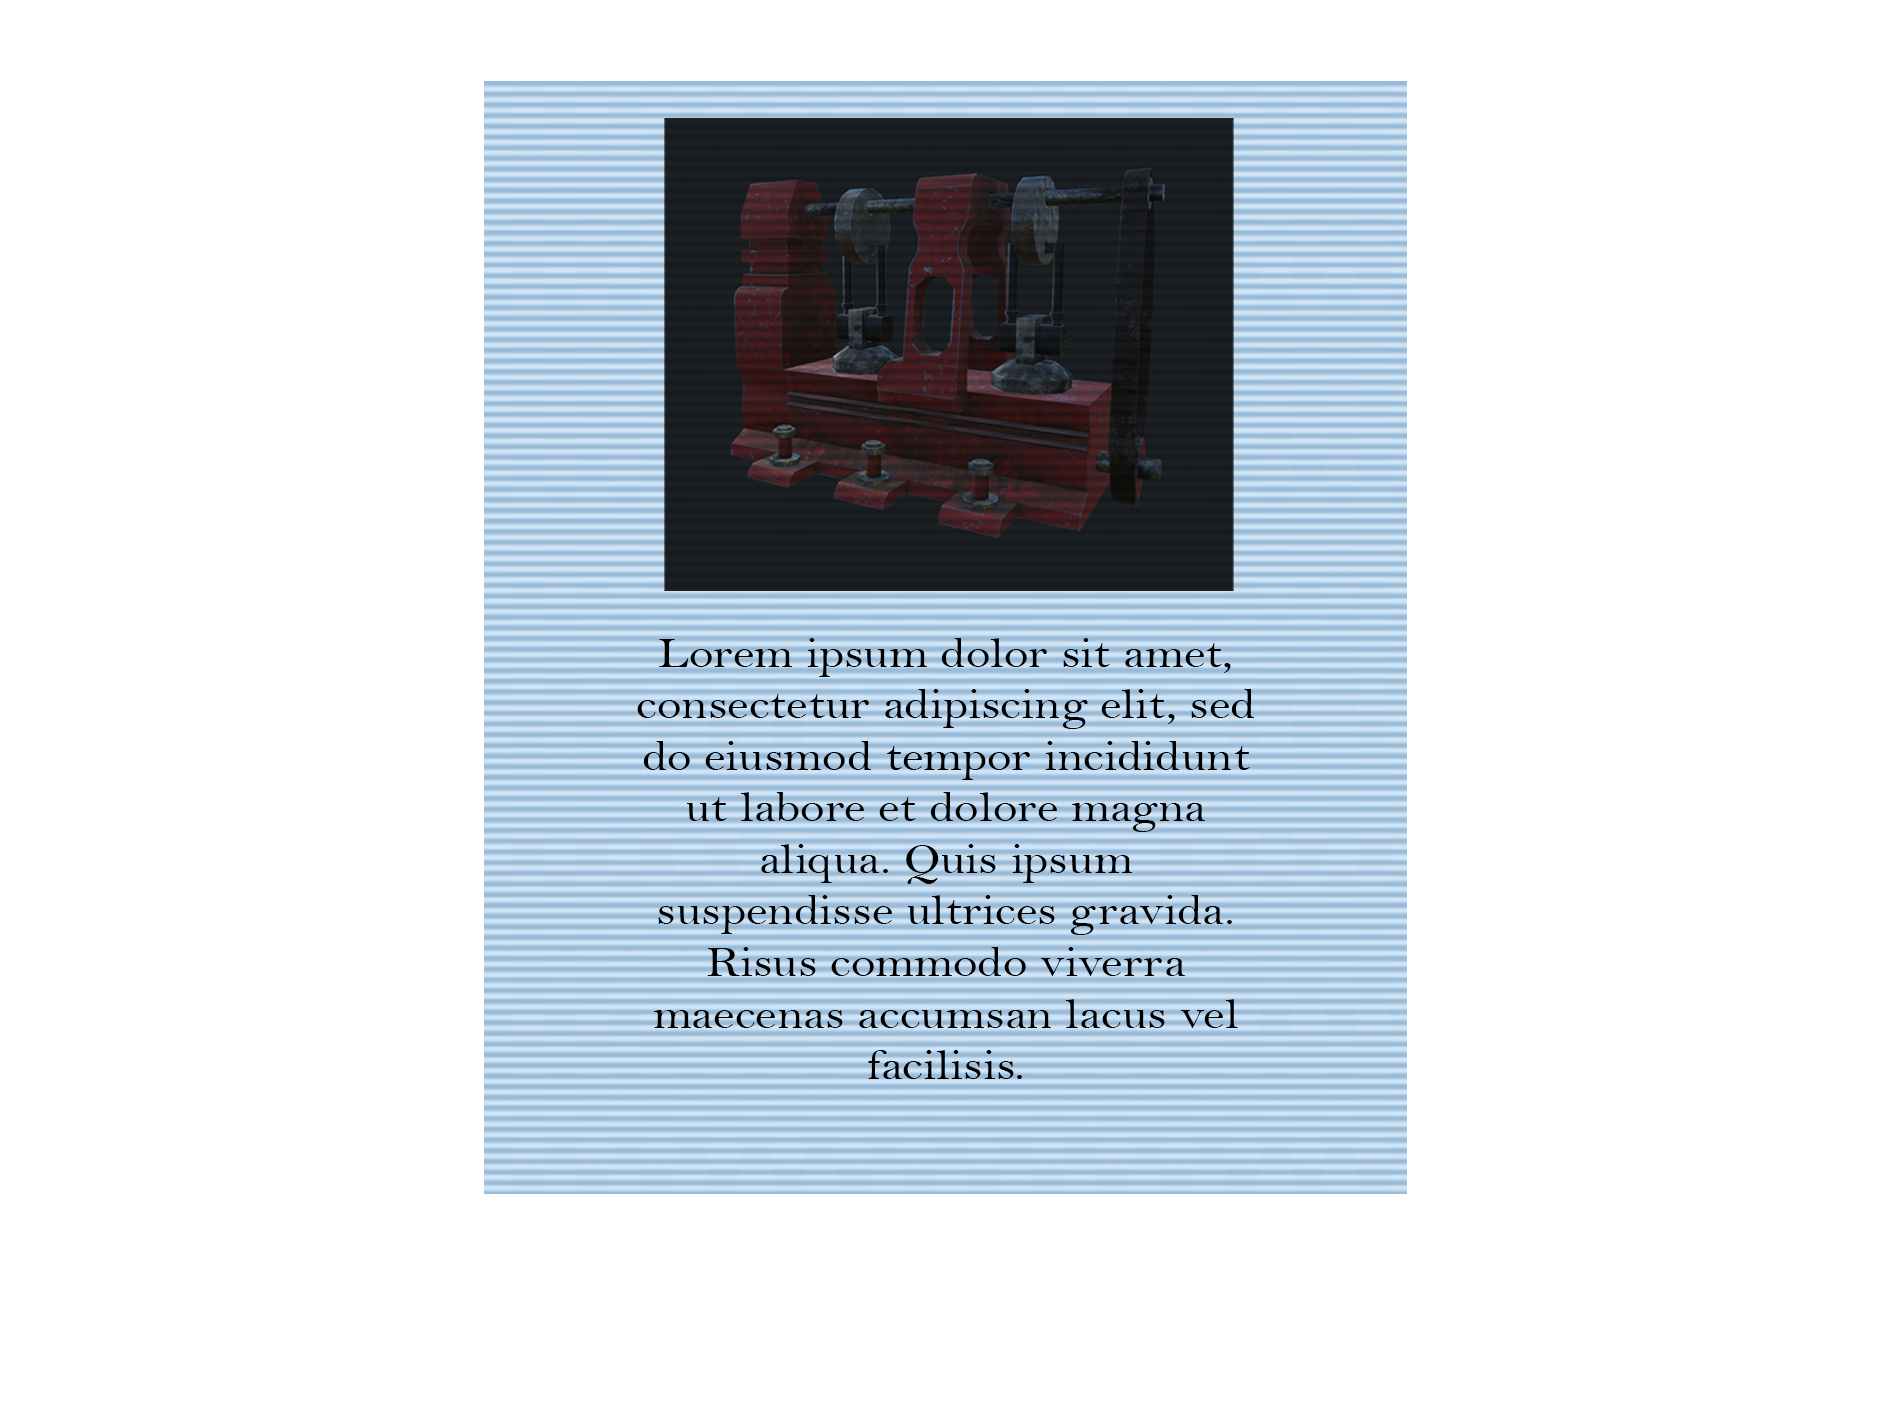 Lorem ipsum dolor sit amet,
consectetur adipiscing elit, sed
do eiusmod tempor incididunt
ut labore et dolore magna
aliqua. Quis ipsum
suspendisse ultrices gravida.
Risus commodo viverra
maecenas accumsan lacus vel
facilisis.